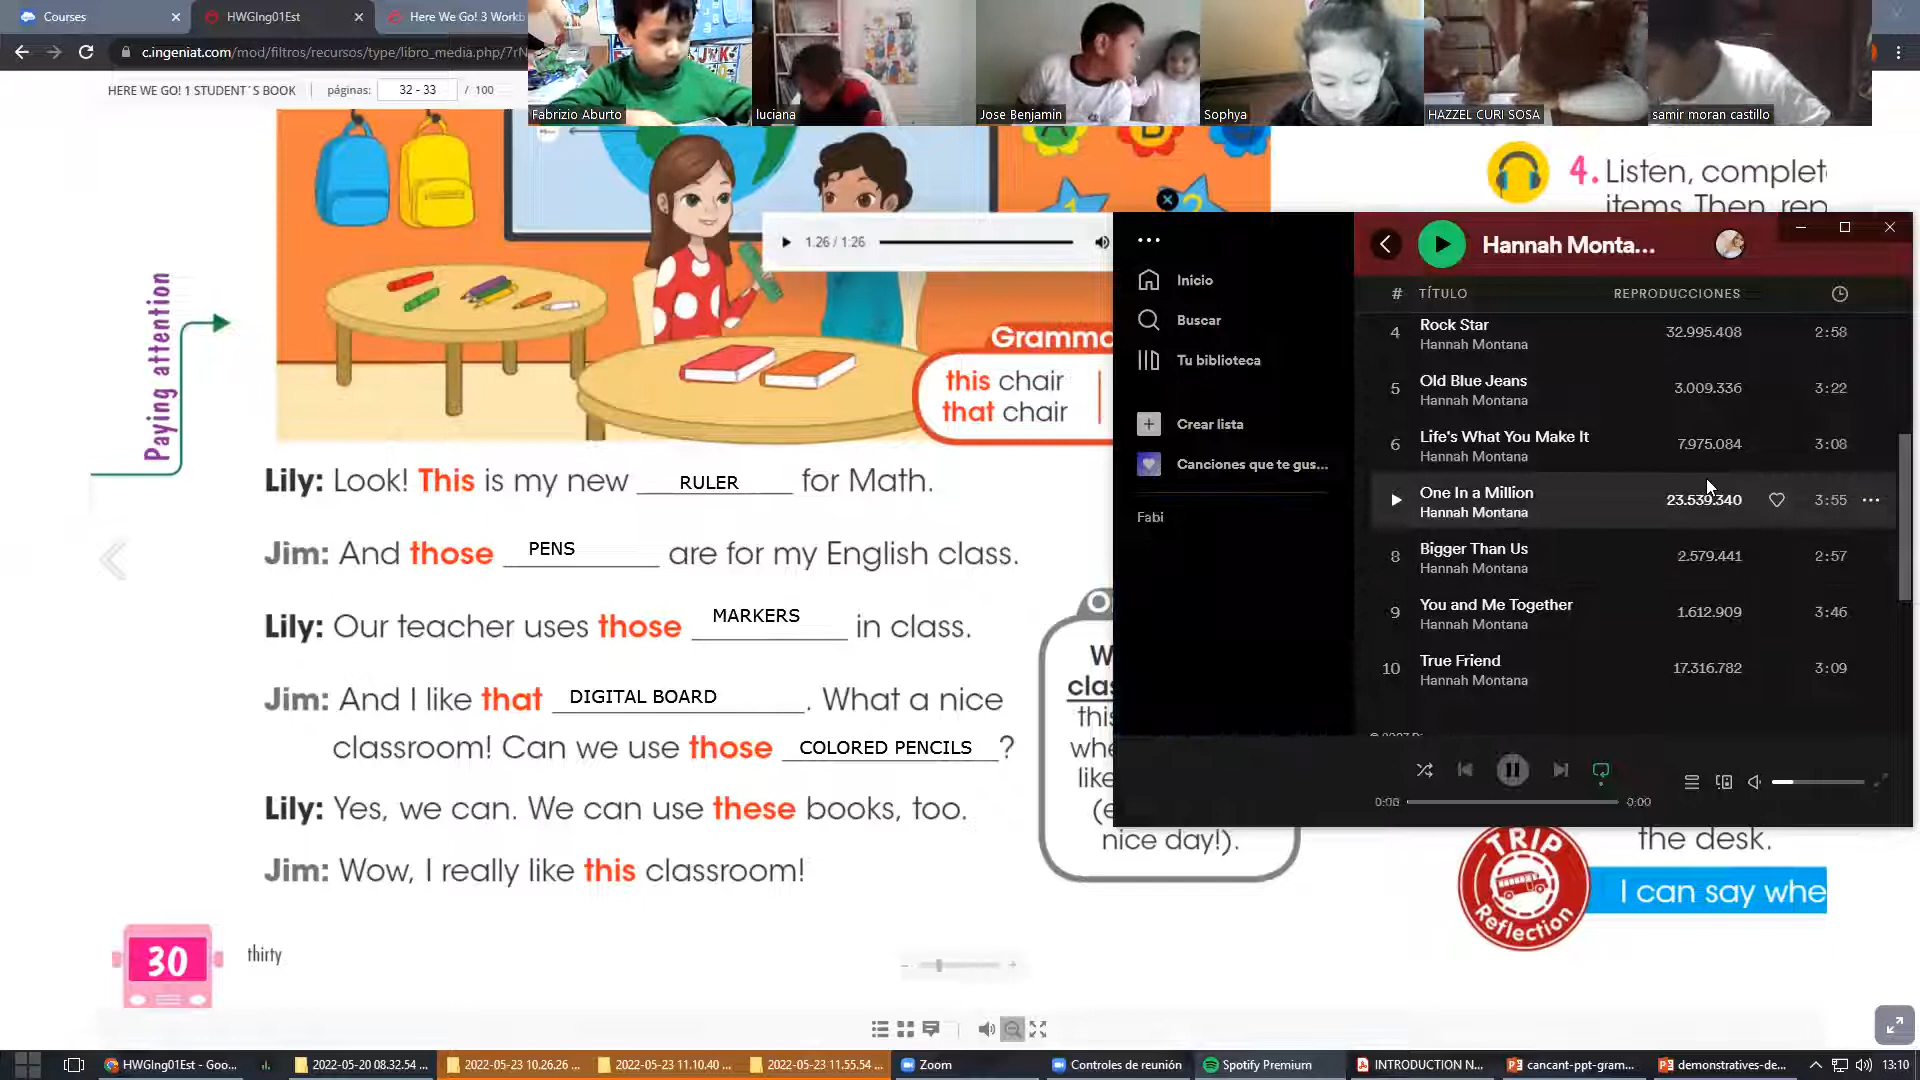 Courses
HWGIng01Est
Here We Go! 3 Workb
c.ingeniat.com/mod/filtros/recursos/type/libro_media.php/7rN
HERE WE GO! 1 STUDENT´S BOOK
páginas:
32 - 33
/ 100
Fabrizio Aburto
luciana
Jose Benjamin
Sophya
HAZZEL CURI SOSA
samir moran castillo
4. Listen, complet
items. Then, rep
1:26 / 1:26
Paying attention
A
B
1
2
Gramma
this chair
that chair
Lily: Look! This is my new RULER for Math.
Jim: And those PENS are for my English class.
Lily: Our teacher uses those MARKERS in class.
Jim: And I like that DIGITAL BOARD. What a nice
classroom! Can we use those COLORED PENCILS?
Lily: Yes, we can. We can use these books, too.
Jim: Wow, I really like this classroom!
30
thirty
O
W
clas
this
whe
like
(e
nice day!).
the desk.
TRIP
Reflection
I can say whe
Inicio
Buscar
Tu biblioteca
Crear lista
Canciones que te gus...
Fabi
Hannah Monta...
# TÍTULO REPRODUCCIONES
4 Rock Star 32.995.408 2:58
Hannah Montana
5 Old Blue Jeans 3.009.336 3:22
Hannah Montana
6 Life's What You Make It 7.975.084 3:08
Hannah Montana
One In a Million 23.539.340 3:55
Hannah Montana
8 Bigger Than Us 2.579.441 2:57
Hannah Montana
9 You and Me Together 1.612.909 3:46
Hannah Montana
10 True Friend 17.316.782 3:09
Hannah Montana
0:00
0:00
HWGIng01Est - Goo...
2022-05-20 08.32.54 ...
2022-05-23 10.26.26 ...
2022-05-23 11.10.40 ...
2022-05-23 11.55.54 ...
Zoom
Controles de reunión
Spotify Premium
INTRODUCTION N...
cancant-ppt-gram...
demonstratives-de...
13:10